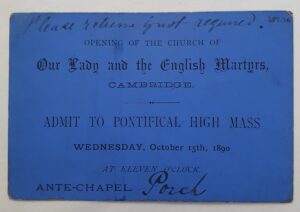 Please return if not required.
OPENING OF THE CHURCH OF
Our Lady and the English Martyrs,
CAMBRIDGE.
ADMIT TO PONTIFICAL HIGH MASS
WEDNESDAY, October 15th, 1890
AT ELEVEN O'CLOCK.
ANTE-CHAPEL Porch